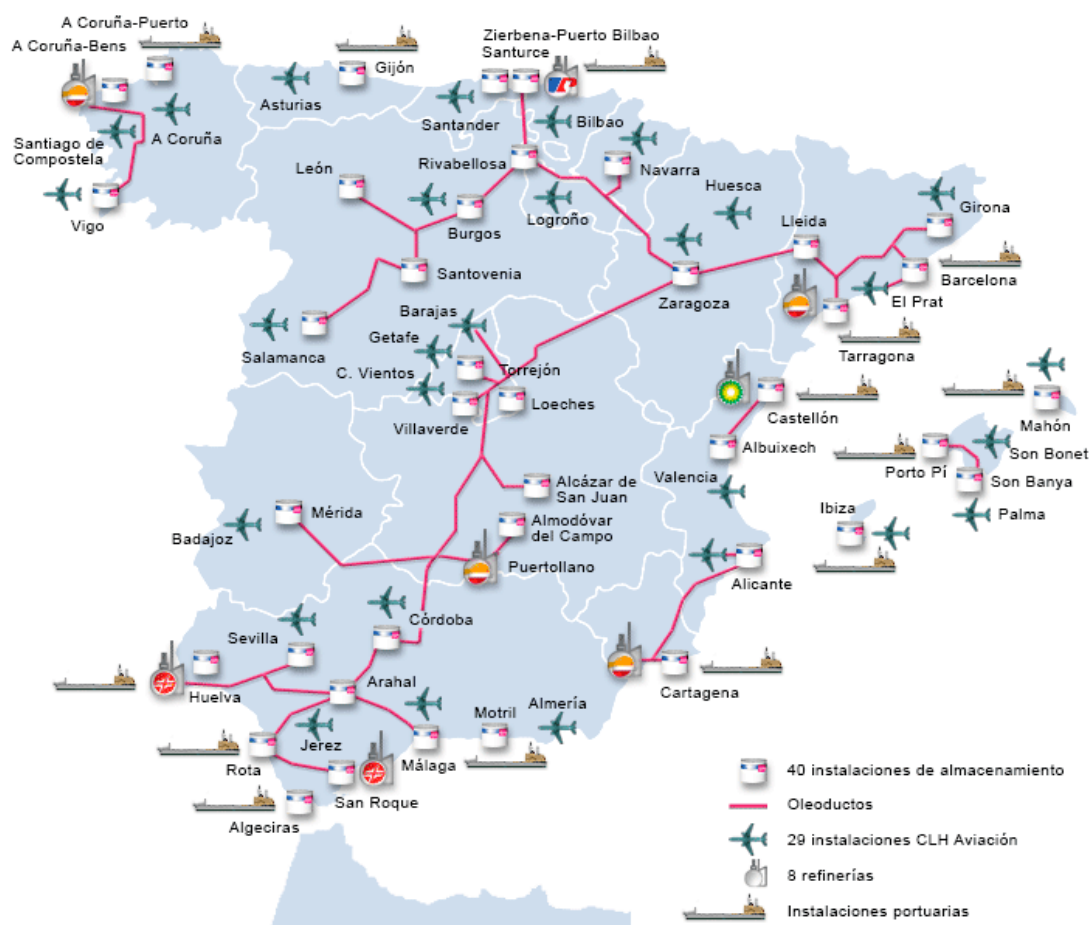 A Coruña-Puerto
A Coruña-Bens
Gijón
Zierbena-Puerto Bilbao
Santurce
Asturias
Santander
Bilbao
A Coruña
Santiago de
Compostela
Vigo
León
Rivabellosa
Navarra
Huesca
Burgos
Logroño
Lleida
Girona
Santovenia
Zaragoza
Barcelona
El Prat
Salamanca
Barajas
Getafe
C. Vientos
Torrejón
Tarragona
Villaverde
Loeches
Castellón
Mahón
Albuixech
Porto Pí
Son Bonet
Son Banya
Palma
Valencia
Ibiza
Alcázar de
San Juan
Mérida
Badajoz
Almodóvar
del Campo
Puertollano
Alicante
Sevilla
Córdoba
Huelva
Arahal
Cartagena
Jerez
Motril
Almería
Rota
Málaga
San Roque
Algeciras
40 instalaciones de almacenamiento
Oleoductos
29 instalaciones CLH Aviación
8 refinerías
Instalaciones portuarias